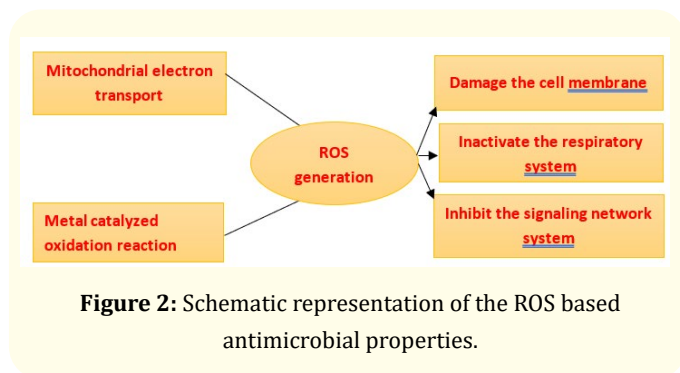 Mitochondrial electron
transport
Metal catalyzed
oxidation reaction
ROS
generation
Damage the cell membrane
Inactivate the respiratory
system
Inhibit the signaling network
system
Figure 2: Schematic representation of the ROS based
antimicrobial properties.